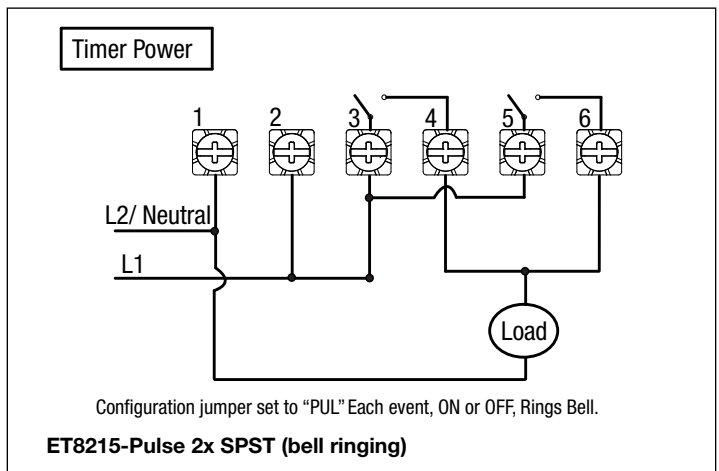 Timer Power
1 2 3 4 5 6
L2/ Neutral
L1
Load
Configuration jumper set to “PUL” Each event, ON or OFF, Rings Bell.
ET8215-Pulse 2x SPST (bell ringing)